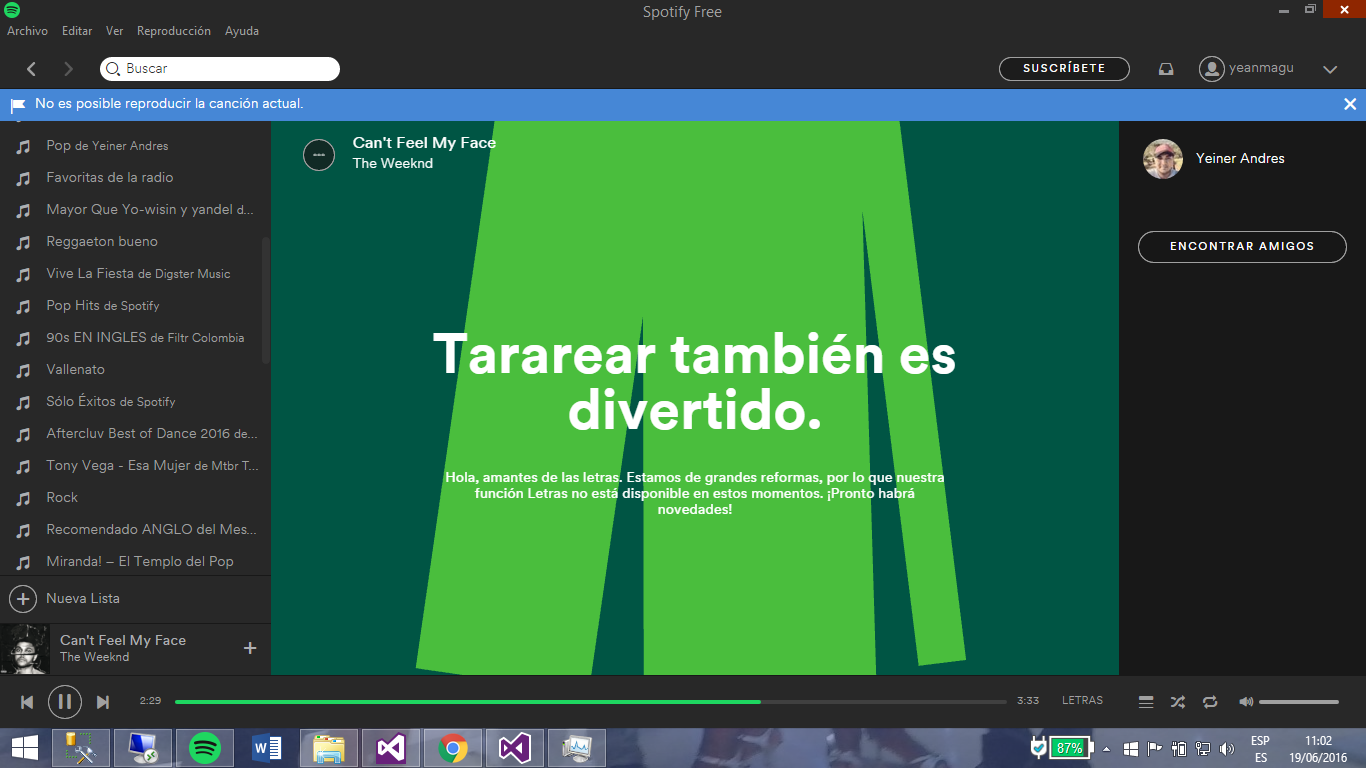 Spotify Free
Archivo Editar Ver Reproducción Ayuda
Buscar
SUSCRÍBETE
yeanmagu
No es posible reproducir la canción actual.
Pop de Yeiner Andres
Favoritas de la radio
Mayor Que Yo-wisin y yandel d...
Reggaeton bueno
Vive La Fiesta de Digster Music
Pop Hits de Spotify
90s EN INGLES de Filtr Colombia
Vallenato
Sólo Éxitos de Spotify
Aftercluv Best of Dance 2016 de...
Tony Vega - Esa Mujer de Mtbr T...
Rock
Recomendado ANGLO del Mes...
Miranda! – El Templo del Pop
Nueva Lista
Can't Feel My Face
The Weeknd
Can't Feel My Face
The Weeknd
Tararear también es
divertido.
Hola, amantes de las letras. Estamos de grandes reformas, por lo que nuestra
función Letras no está disponible en estos momentos. ¡Pronto habrá
novedades!
Yeiner Andres
ENCONTRAR AMIGOS
2:29
3:33
LETRAS
87%
ESP
ES
11:02
19/06/2016